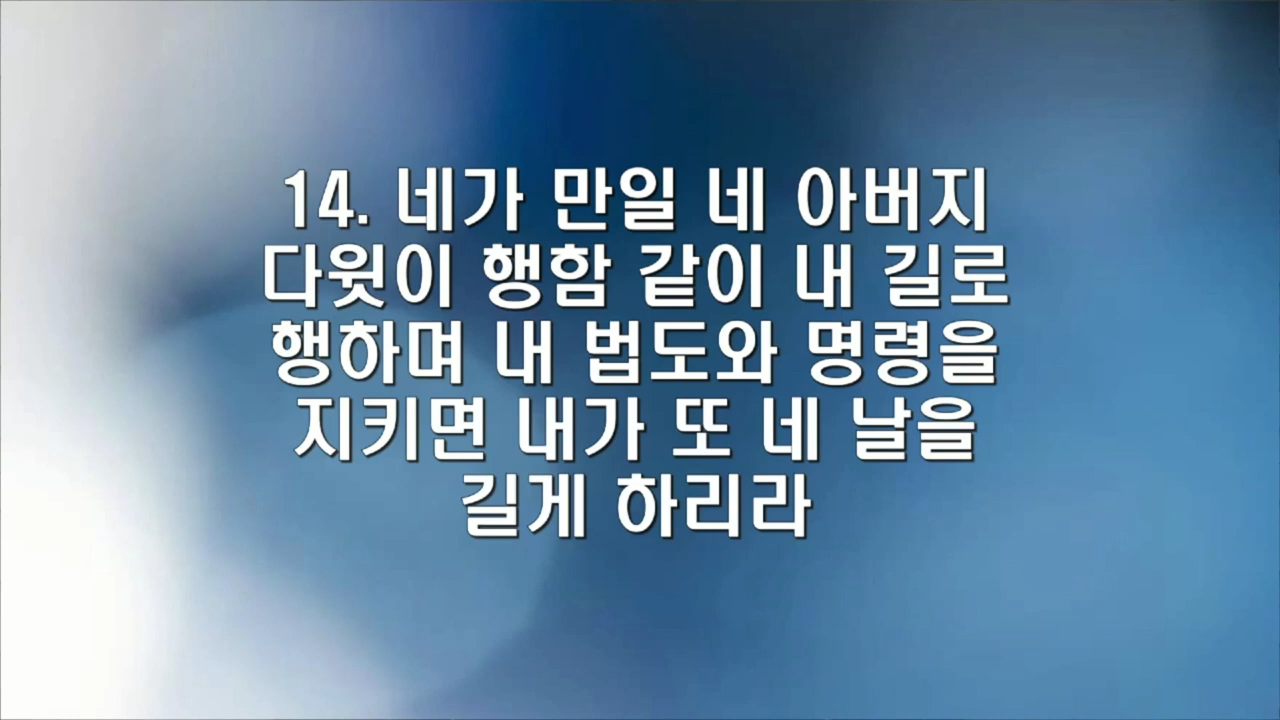 14. 네가 만일 네 아버지
다윗이 행함 같이 내 길로
행하며 내 법도와 명령을
지키면 내가 또 네 날을
길게 하리라